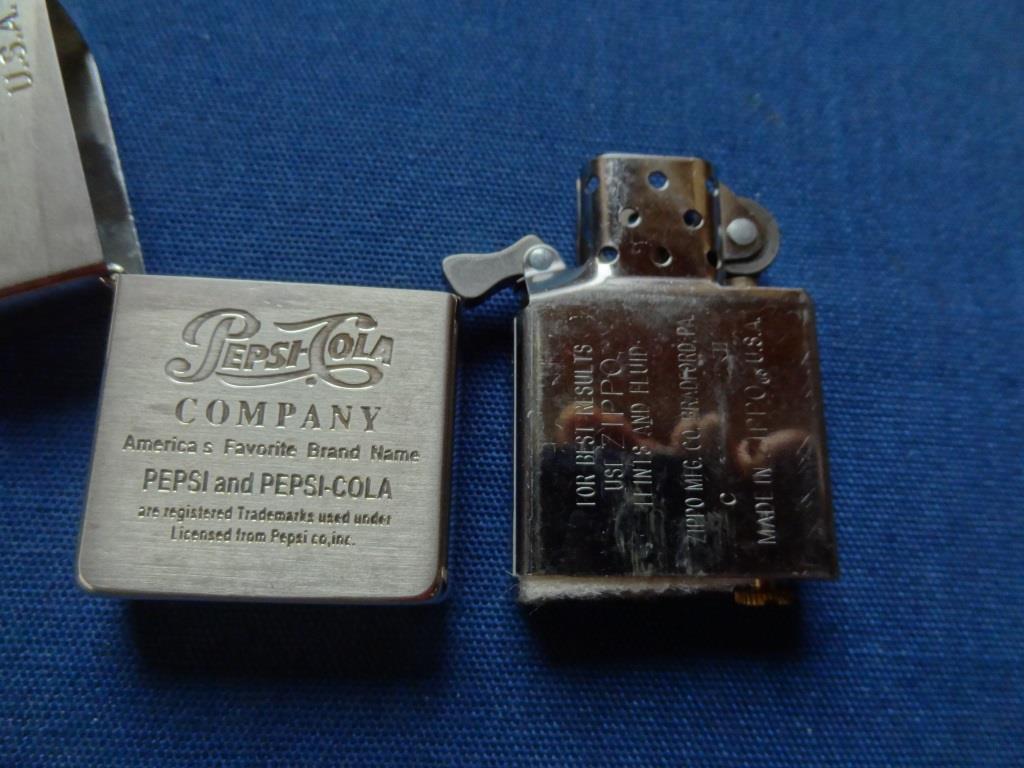 U.S.A.
PEPSI-COLA
COMPANY
America s Favorite Brand Name
PEPSI and PEPSI-COLA
are registered Trademarks used under
Licensed from Pepsi co,inc.
FOR BEST RESULTS
USE ZIPPO
FLINTS AND FLUID.
ZIPPO MFG. CO. BRADFORD.PA.
C II
MADE IN ZIPPO ® U.S.A.